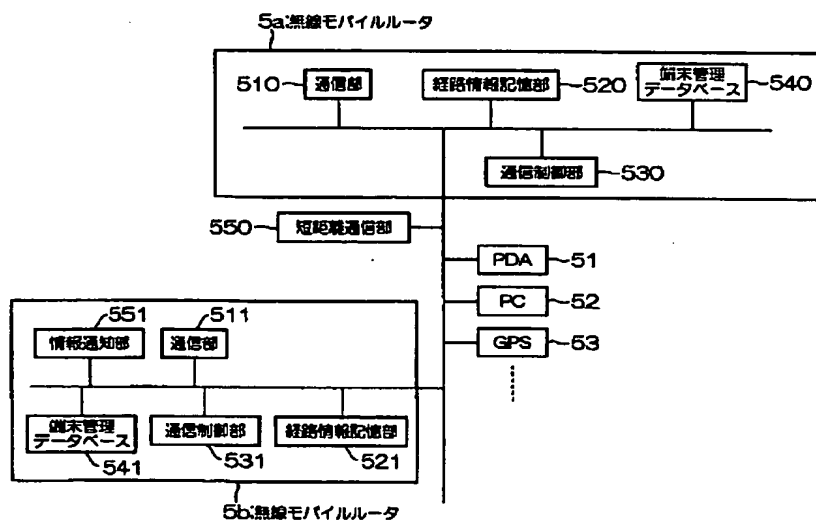 5a:無線モバイルルータ
510
通信部
経路情報記憶部
520
端末管理
データベース
540
通信制御部
530
550
短距離通信部
PDA
51
PC
52
GPS
53
551
情報通知部
511
通信部
端末管理
データベース
541
通信制御部
531
経路情報記憶部
521
5b:無線モバイルルータ